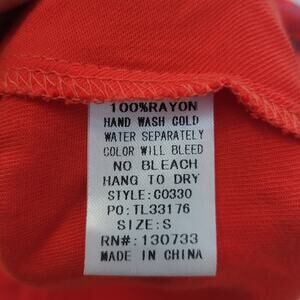 100%RAYON
HAND WASH COLD
WATER SEPARATELY
COLOR WILL BLEED
NO BLEACH
HANG TO DRY
STYLE:C0330
PO:TL33176
SIZE:S
RN#:130733
MADE IN CHINA